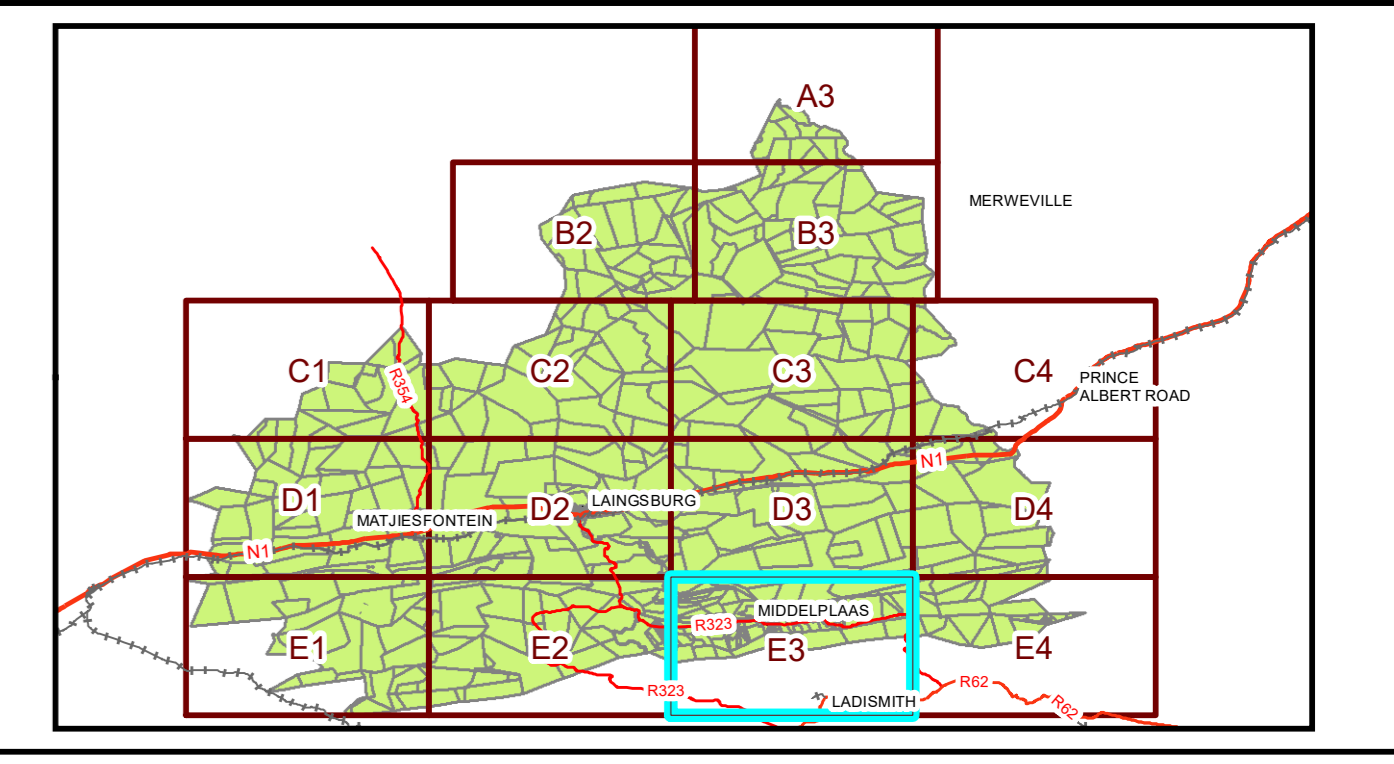 A3
MERWEVILLE
B2
B3
C1
R354
C2
C3
C4
PRINCE
ALBERT ROAD
N1
D1
D2
LAINGSBURG
D3
D4
MATJIESFONTEIN
N1
MIDDELPLAAS
R323
E1
E2
E3
E4
R323
R62
LADISMITH
R62